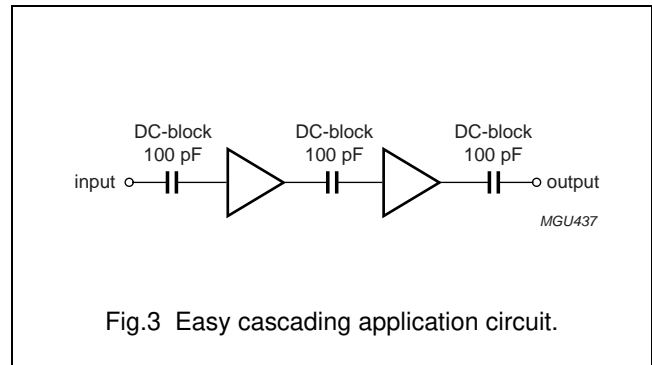 DC-block DC-block DC-block
100 pF 100 pF 100 pF
input output
MGU437
Fig.3 Easy cascading application circuit.